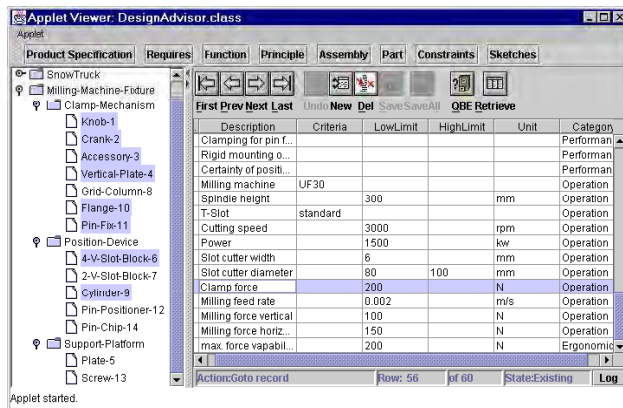 Applet Viewer: DesignAdvisor.class
Applet
Product Specification Requires Function Principle Assembly Part Constraints Sketches
SnowTruck
Milling-Machine-Fixture
Clamp-Mechanism
Knob-1
Crank-2
Accessory-3
Vertical-Plate-4
Grid-Column-8
Flange-10
Pin-Fix-11
Position-Device
4-V-Slot-Block-6
2-V-Slot-Block-7
Cylinder-9
Pin-Positioner-12
Pin-Chip-14
Support-Platform
Plate-5
Screw-13
First Prev Next Last Undo New Del Save SaveAll QBE Retrieve
Description Criteria LowLimit HighLimit Unit Categor
Clamping for pin f... Performan
Rigid mounting o... Performan
Certainty of positi... Performan
Milling machine UF30 Operation
Spindle height 300 mm Operation
T-Slot standard Operation
Cutting speed 3000 rpm Operation
Power 1500 kw Operation
Slot cutter width 6 mm Operation
Slot cutter diameter 80 100 mm Operation
Clamp force 200 N Operation
Milling feed rate 0.002 m/s Operation
Milling force vertical 100 N Operation
Milling force horiz... 150 N Operation
max. force vapabil... 200 N Ergonomic
Action:Goto record Row: 56 of 60 State:Existing Log
Applet started.